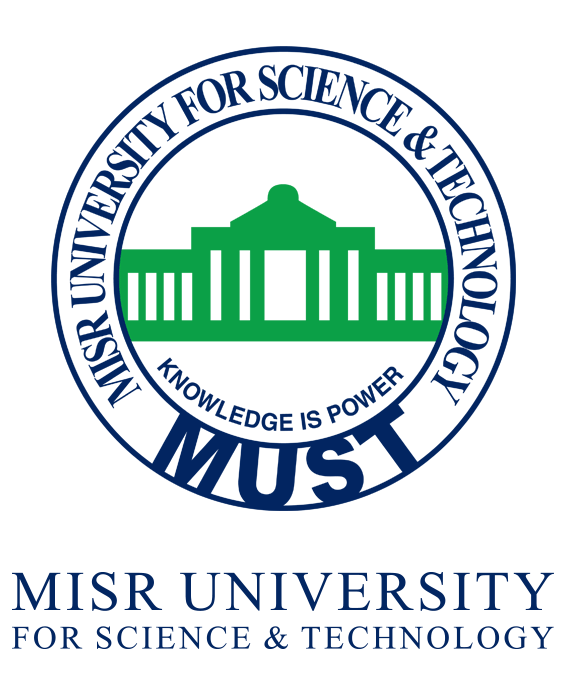 MISR UNIVERSITY FOR SCIENCE & TECHNOLOGY
KNOWLEDGE IS POWER
MUST
MISR UNIVERSITY
FOR SCIENCE & TECHNOLOGY